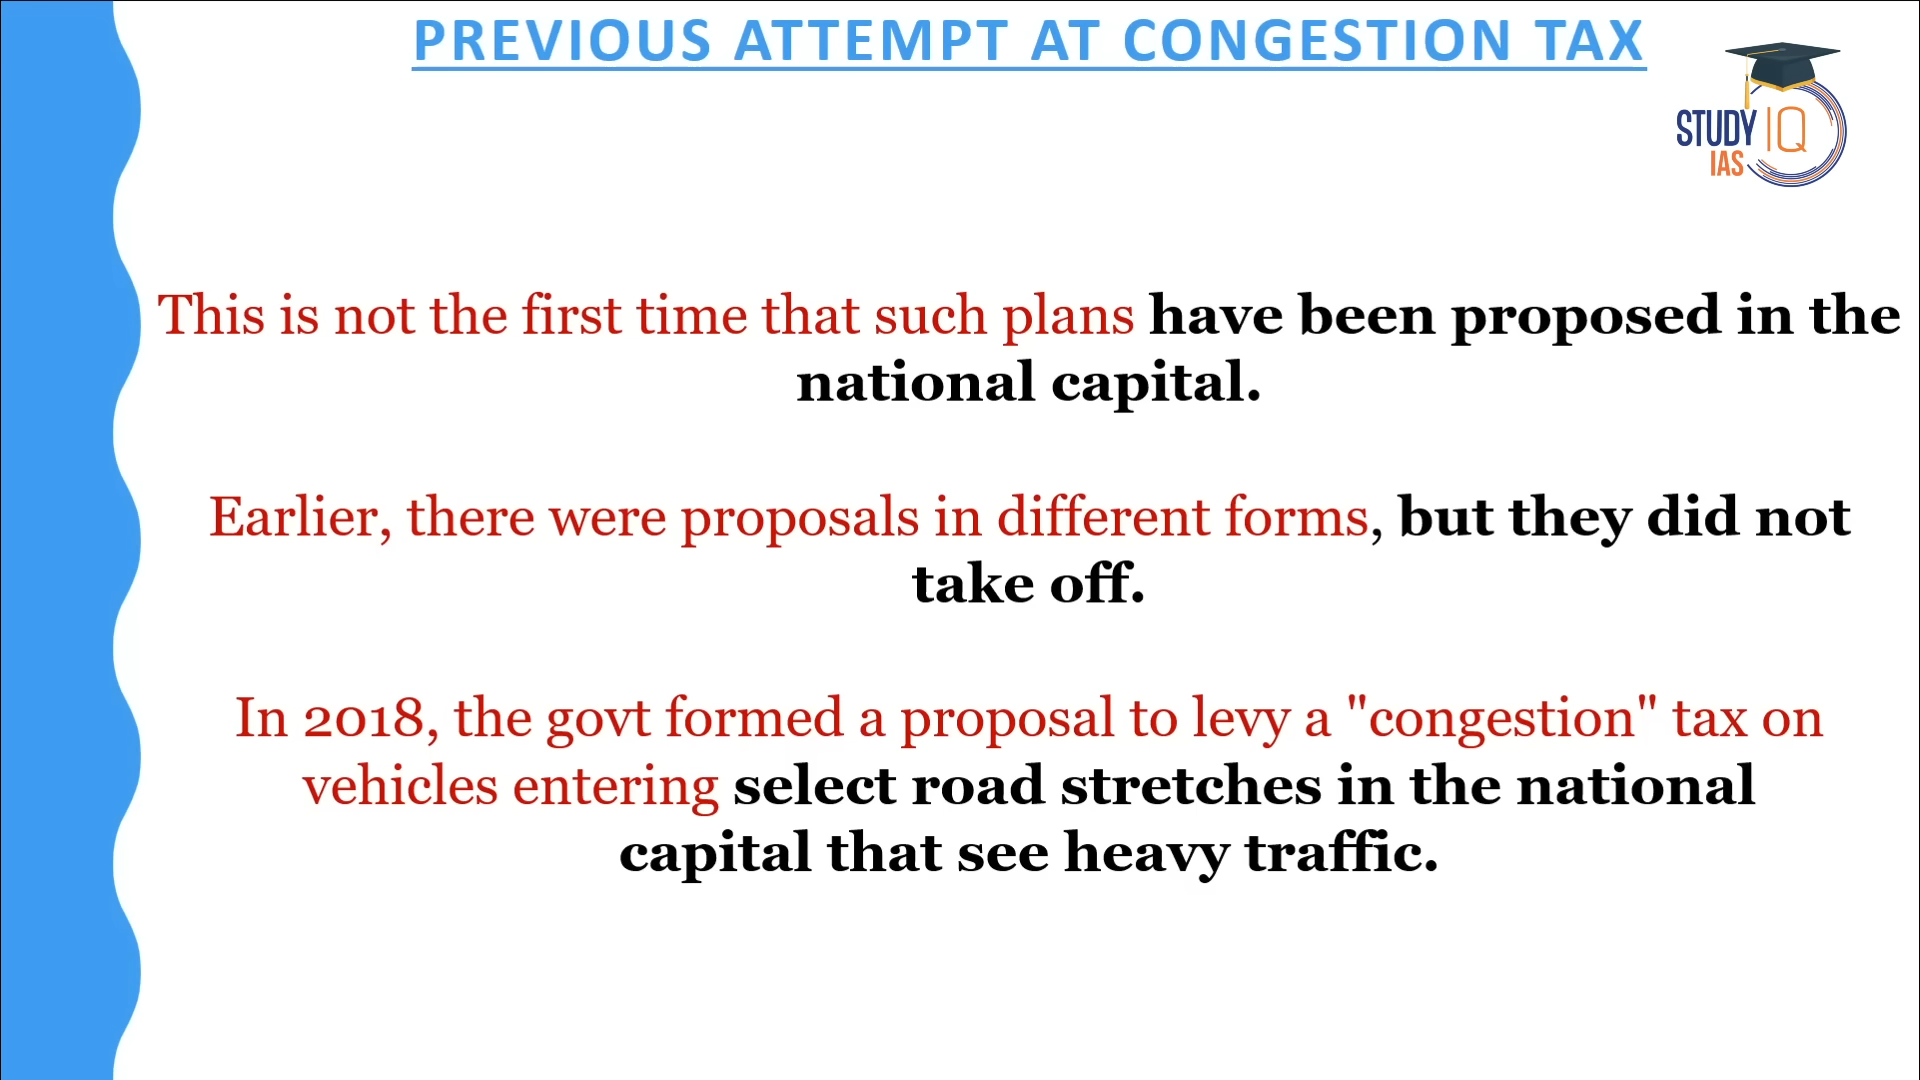 PREVIOUS ATTEMPT AT CONGESTION TAX
STUDY IQ
IAS
This is not the first time that such plans have been proposed in the
national capital.
Earlier, there were proposals in different forms, but they did not
take off.
In 2018, the govt formed a proposal to levy a "congestion" tax on
vehicles entering select road stretches in the national
capital that see heavy traffic.